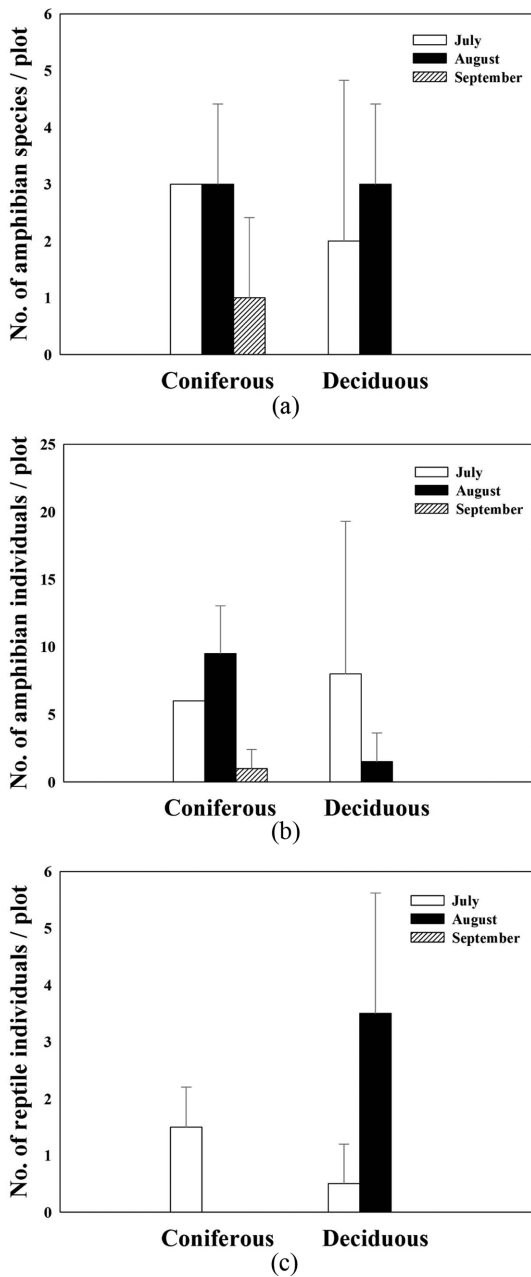 No. of amphibian species / plot
6
5
4
3
2
1
0
July
August
September
Coniferous Deciduous
(a)
No. of amphibian individuals / plot
25
20
15
10
5
0
July
August
September
Coniferous Deciduous
(b)
No. of reptile individuals / plot
6
5
4
3
2
1
0
July
August
September
Coniferous Deciduous
(c)